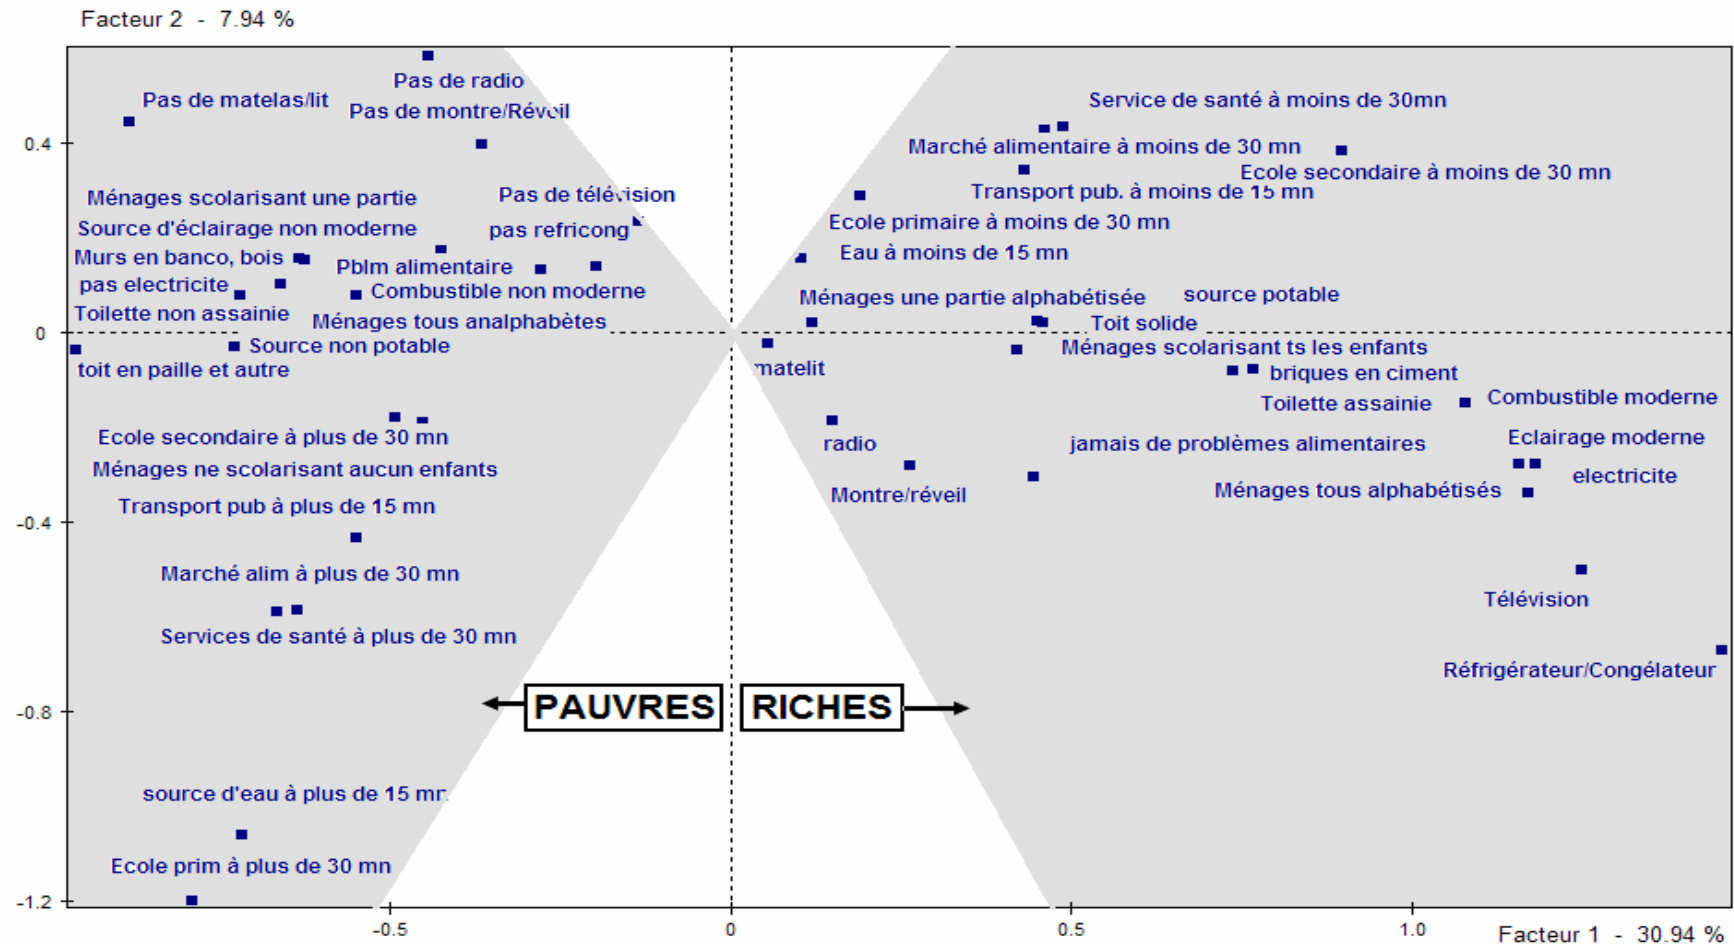 Facteur 2 - 7.94 %
Pas de radio
Pas de matelas/lit
Pas de montre/Réveil
Service de santé à moins de 30mn
0.4
Marché alimentaire à moins de 30 mn
Ecole secondaire à moins de 30 mn
Ménages scolarisant une partie
Pas de télévision
Transport pub. à moins de 15 mn
Source d'éclairage non moderne
pas refricong
Ecole primaire à moins de 30 mn
Murs en banco, bois
Pblm alimentaire
Eau à moins de 15 mn
pas electricite
Combustible non moderne
Ménages une partie alphabétisée
source potable
Toilette non assainie
Ménages tous analphabètes
Toit solide
0
Source non potable
Ménages scolarisant ts les enfants
toit en paille et autre
matelit
briques en ciment
Toilette assainie
Combustible moderne
Ecole secondaire à plus de 30 mn
radio
jamais de problèmes alimentaires
Eclairage moderne
Ménages ne scolarisant aucun enfants
electricite
Montre/réveil
Ménages tous alphabétisés
Transport pub à plus de 15 mn
-0.4
Marché alim à plus de 30 mn
Télévision
Services de santé à plus de 30 mn
Réfrigérateur/Congélateur
PAUVRES
RICHES
-0.8
source d'eau à plus de 15 mn
Ecole prim à plus de 30 mn
-1.2
-0.5
0
0.5
1.0
Facteur 1 - 30.94 %